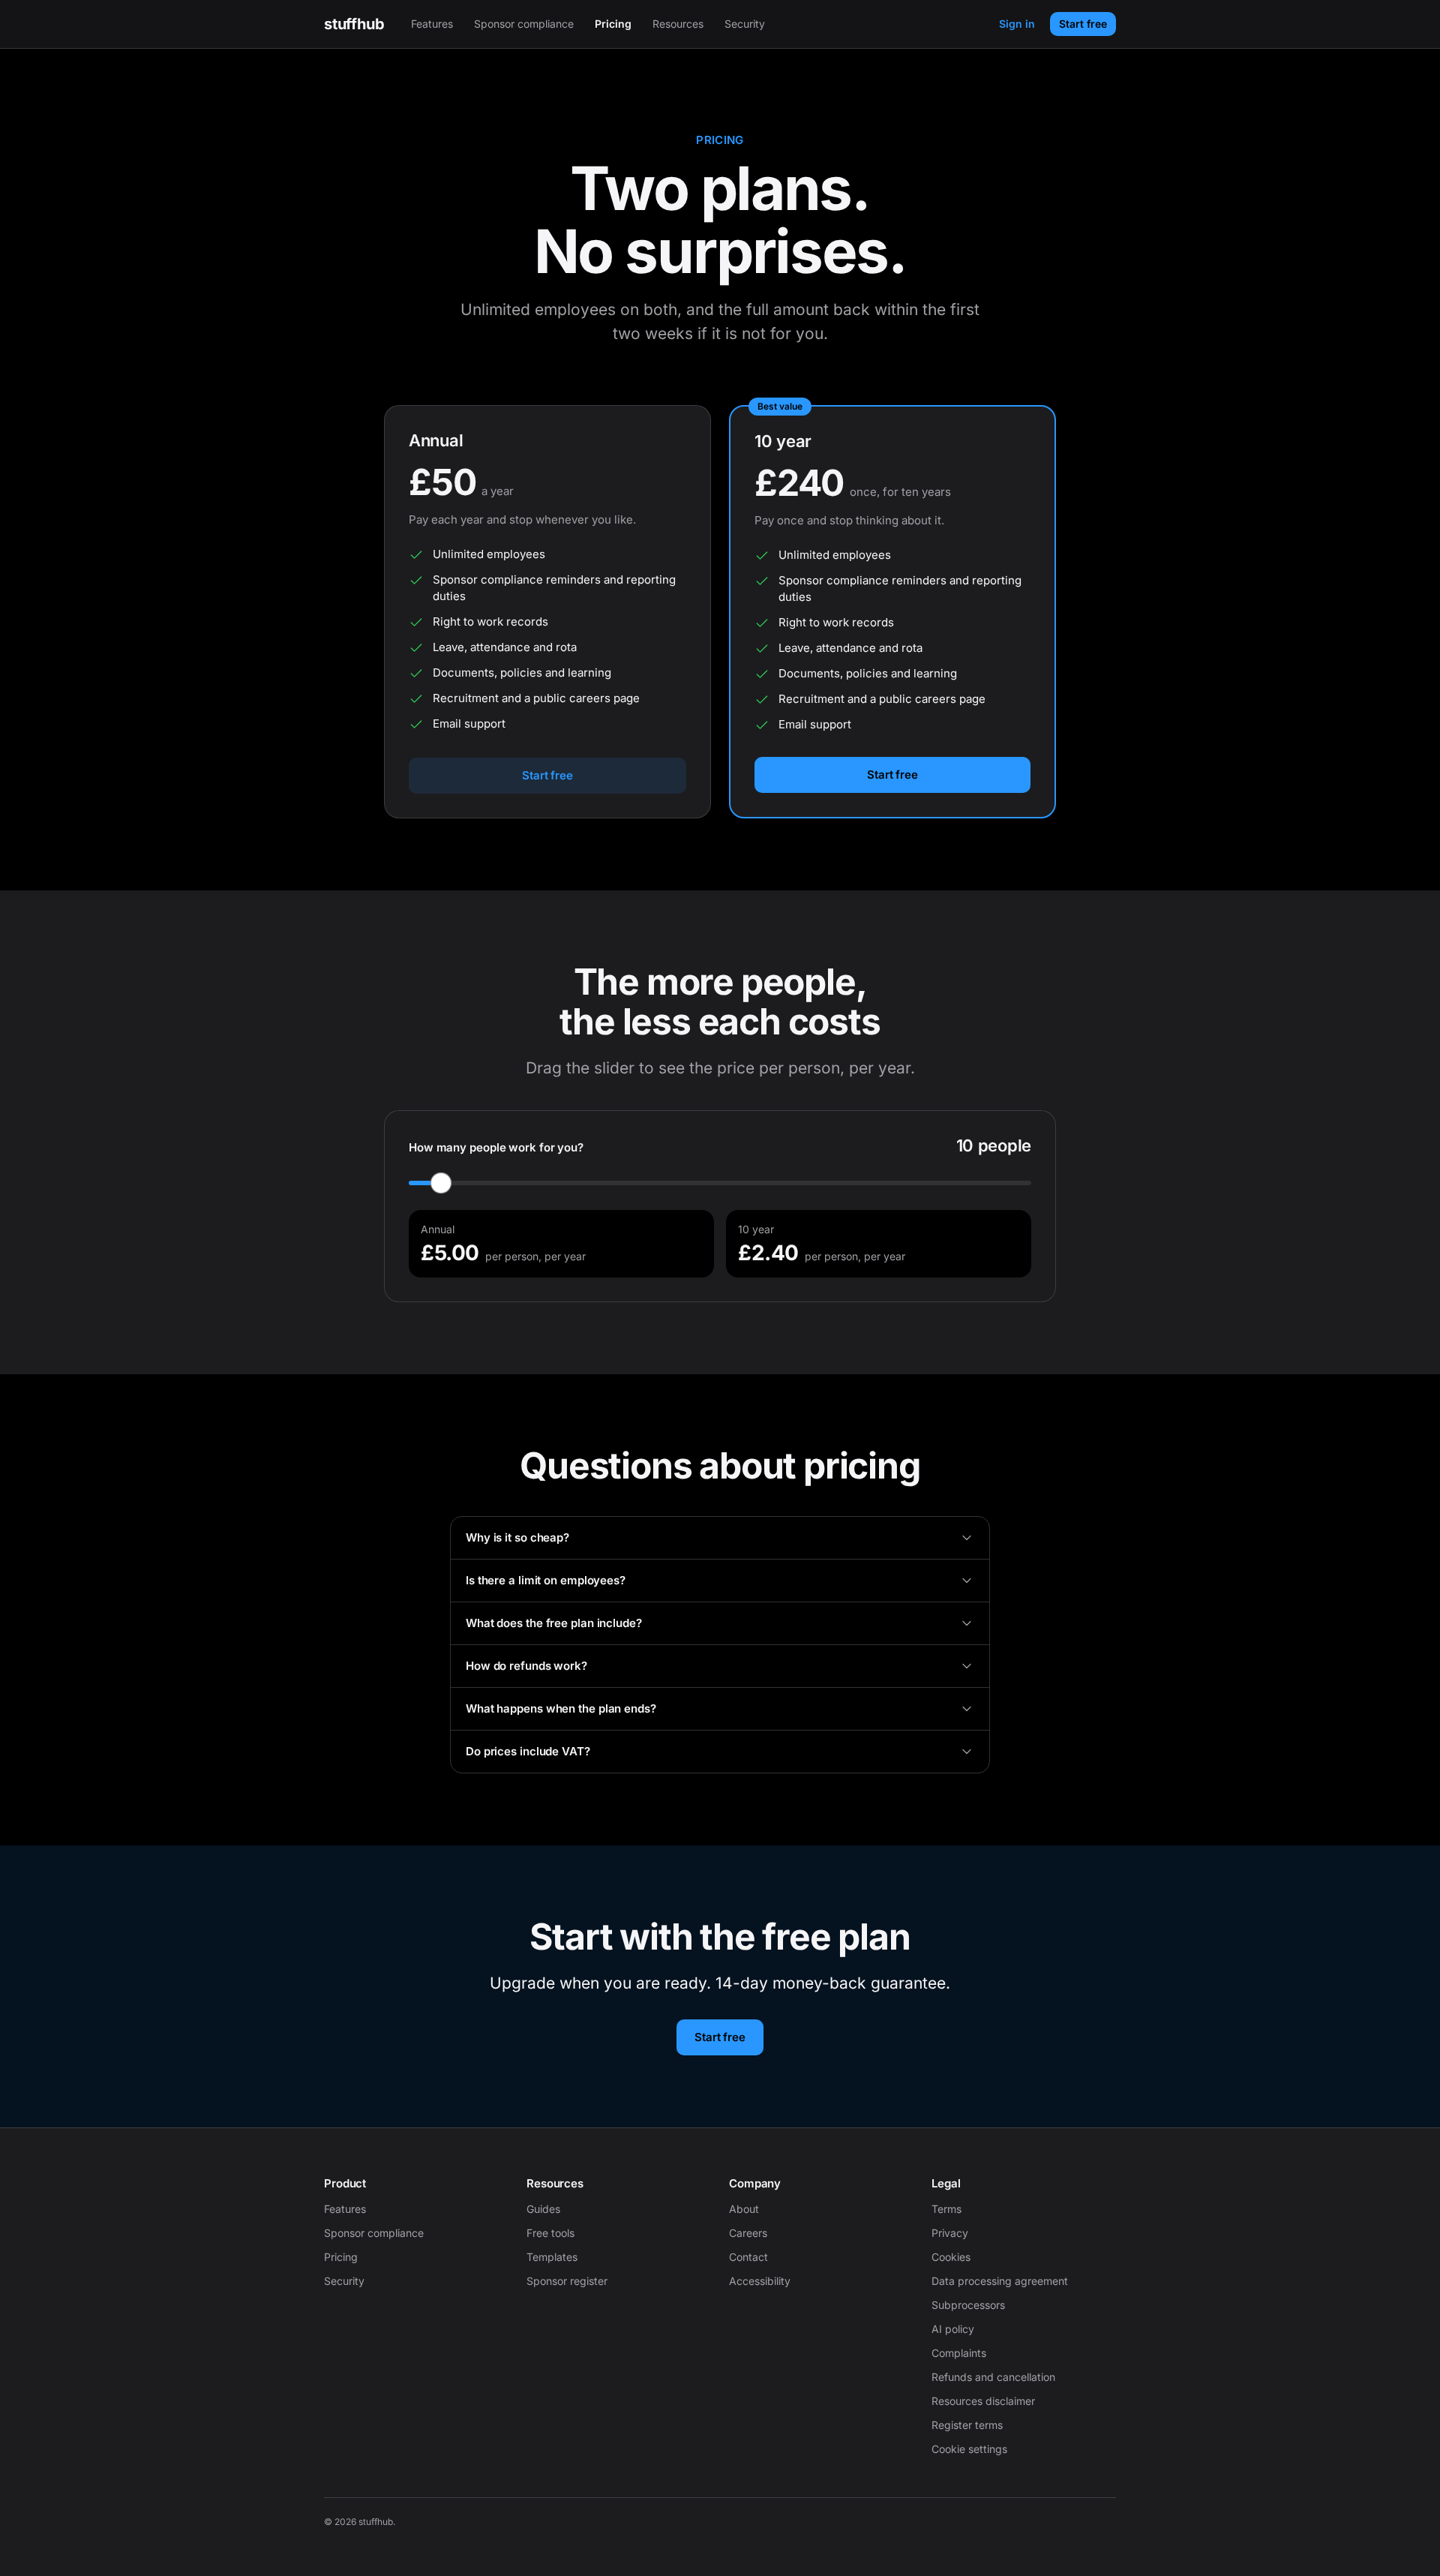 stuffhub
Features
Sponsor compliance
Pricing
Resources
Security
Sign in
Start free
PRICING
Two plans.
No surprises.
Unlimited employees on both, and the full amount back within the first
two weeks if it is not for you.
Annual
£50 a year
Pay each year and stop whenever you like.
Unlimited employees
Sponsor compliance reminders and reporting
duties
Right to work records
Leave, attendance and rota
Documents, policies and learning
Recruitment and a public careers page
Email support
Start free
Best value
10 year
£240 once, for ten years
Pay once and stop thinking about it.
Unlimited employees
Sponsor compliance reminders and reporting
duties
Right to work records
Leave, attendance and rota
Documents, policies and learning
Recruitment and a public careers page
Email support
Start free
The more people,
the less each costs
Drag the slider to see the price per person, per year.
How many people work for you?
10 people
Annual
£5.00 per person, per year
10 year
£2.40 per person, per year
Questions about pricing
Why is it so cheap?
Is there a limit on employees?
What does the free plan include?
How do refunds work?
What happens when the plan ends?
Do prices include VAT?
Start with the free plan
Upgrade when you are ready. 14-day money-back guarantee.
Start free
Product
Features
Sponsor compliance
Pricing
Security
Resources
Guides
Free tools
Templates
Sponsor register
Company
About
Careers
Contact
Accessibility
Legal
Terms
Privacy
Cookies
Data processing agreement
Subprocessors
AI policy
Complaints
Refunds and cancellation
Resources disclaimer
Register terms
Cookie settings
© 2026 stuffhub.